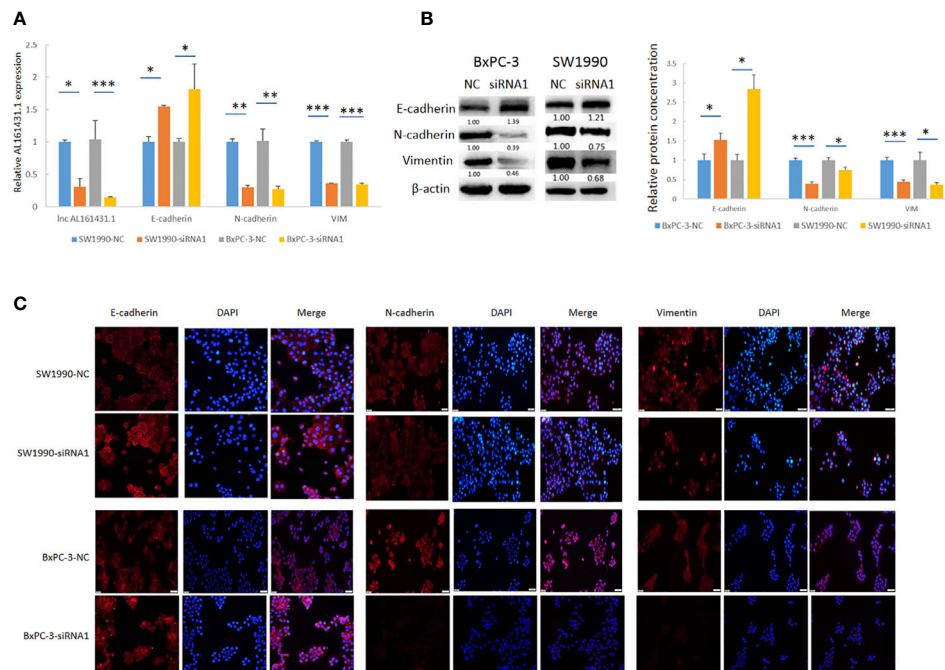 A
Relative AL161431.1 expression
2.5
2
1.5
1
0.5
0
* *** * * ** ** *** ***
lnc AL161431.1 E-cadherin N-cadherin VIM
SW1990-NC SW1990-siRNA1 BxPC-3-NC BxPC-3-siRNA1
B
BxPC-3 SW1990
NC siRNA1 NC siRNA1
E-cadherin
1.00 1.39 1.00 1.21
N-cadherin
1.00 0.39 1.00 0.75
Vimentin
1.00 0.46 1.00 0.68
β-actin
Relative protein concentration
5
4.5
4
3.5
3
2.5
2
1.5
1
0.5
0
* * *** * *** *
E-cadherin N-cadherin VIM
BxPC-3-NC BxPC-3-siRNA1 SW1990-NC SW1990-siRNA1
C
E-cadherin DAPI Merge N-cadherin DAPI Merge Vimentin DAPI Merge
SW1990-NC
SW1990-siRNA1
BxPC-3-NC
BxPC-3-siRNA1